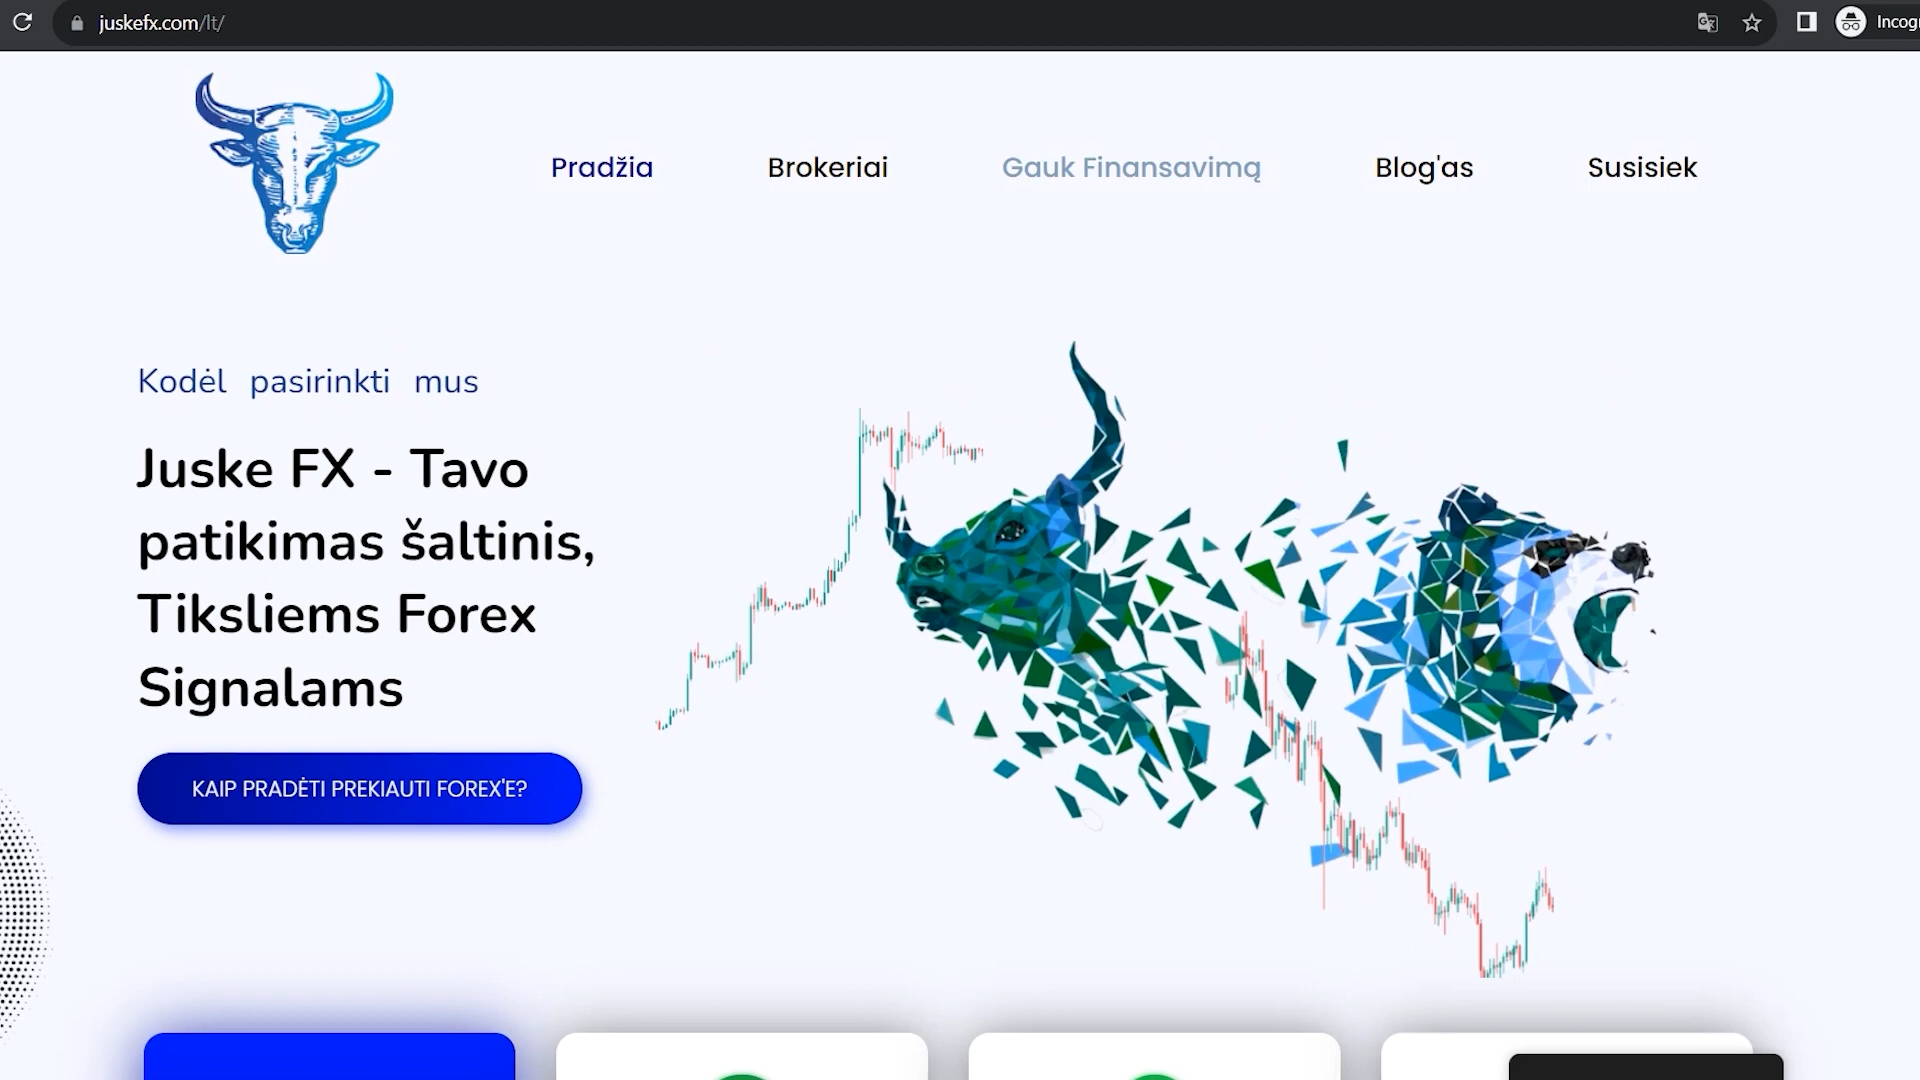 juskefx.com/lt/
Incog
Pradžia
Brokeriai
Gauk Finansavimą
Blog'as
Susisiek
Kodėl pasirinkti mus
Juske FX - Tavo
patikimas šaltinis,
Tiksliems Forex
Signalams
KAIP PRADĖTI PREKIAUTI FOREX'E?